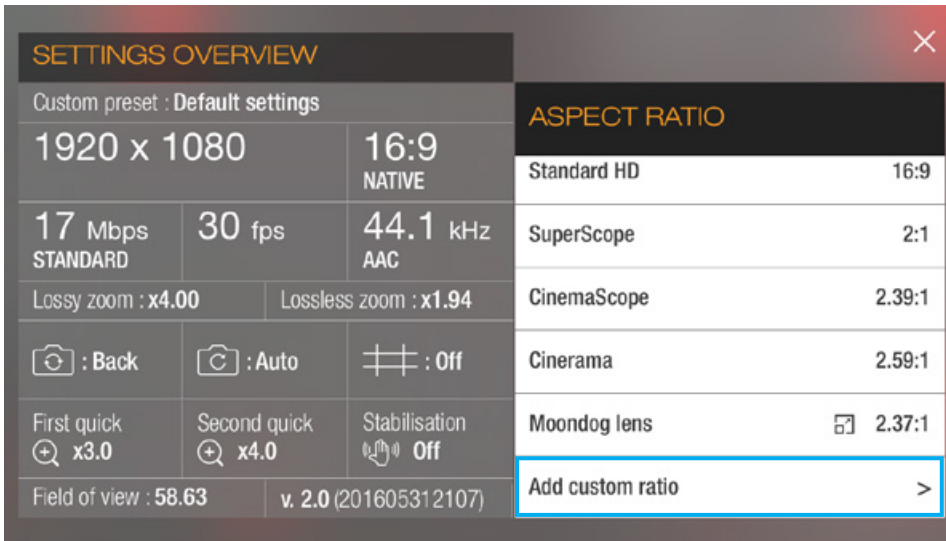 SETTINGS OVERVIEW
Custom preset : Default settings
1920 x 1080
16:9
NATIVE
17 Mbps
STANDARD
30 fps
44.1 kHz
AAC
Lossy zoom : x4.00
Lossless zoom : x1.94
: Back
: Auto
: Off
First quick
x3.0
Second quick
x4.0
Stabilisation
Off
Field of view : 58.63
v. 2.0 (201605312107)
ASPECT RATIO
Standard HD 16:9
SuperScope 2:1
CinemaScope 2.39:1
Cinerama 2.59:1
Moondog lens 2.37:1
Add custom ratio >